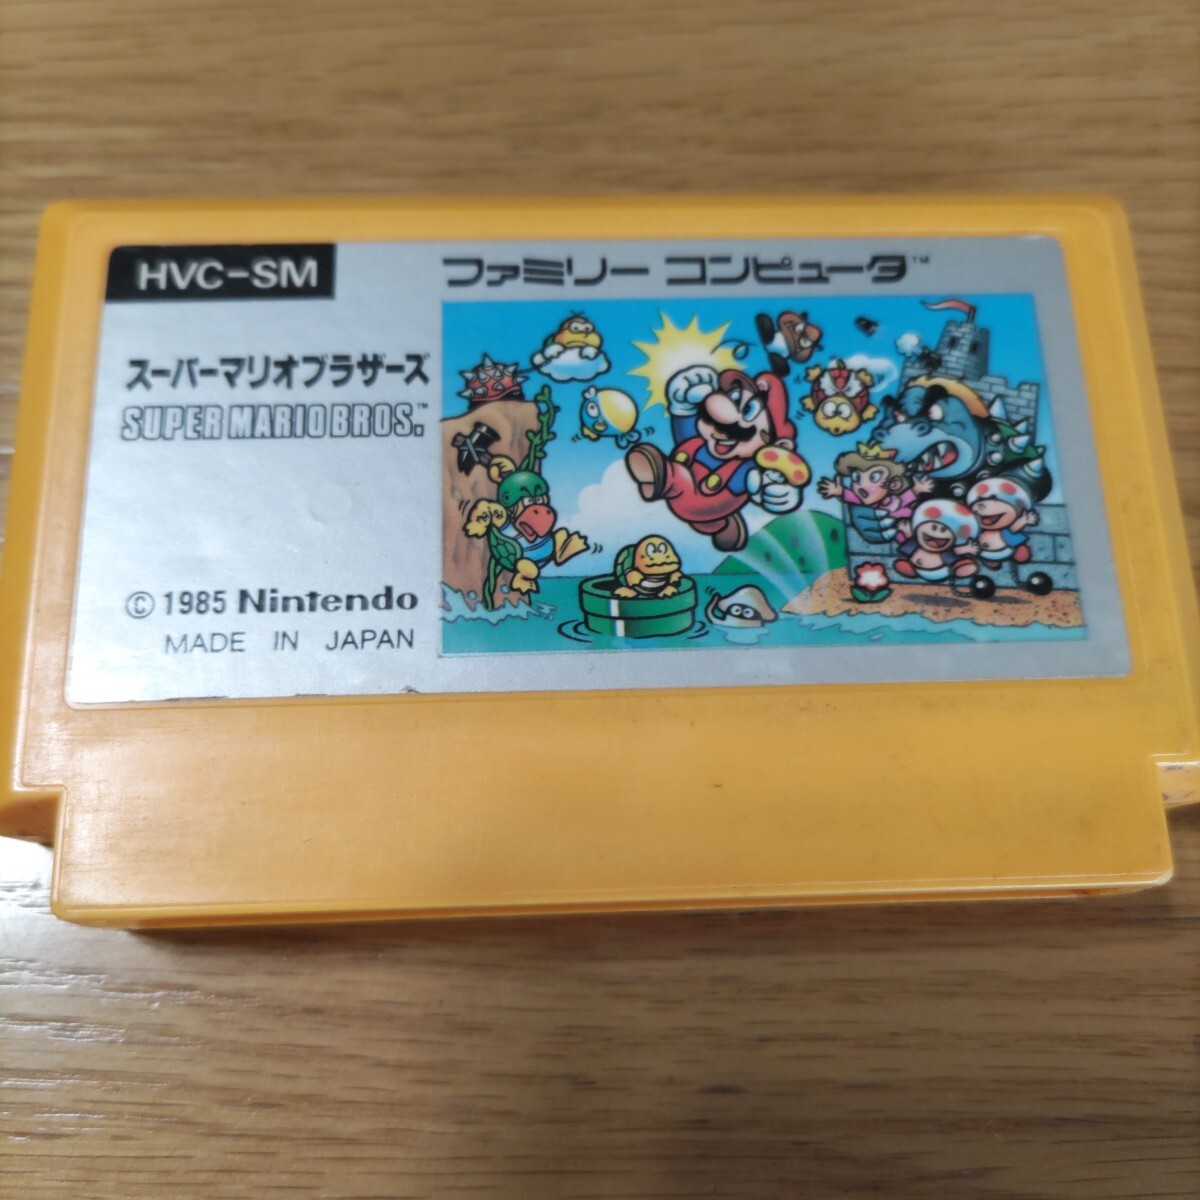 HVC-SM
ファミリー コンピュータ™
スーパーマリオブラザーズ
SUPER MARIO BROS.™
© 1985 Nintendo
MADE IN JAPAN